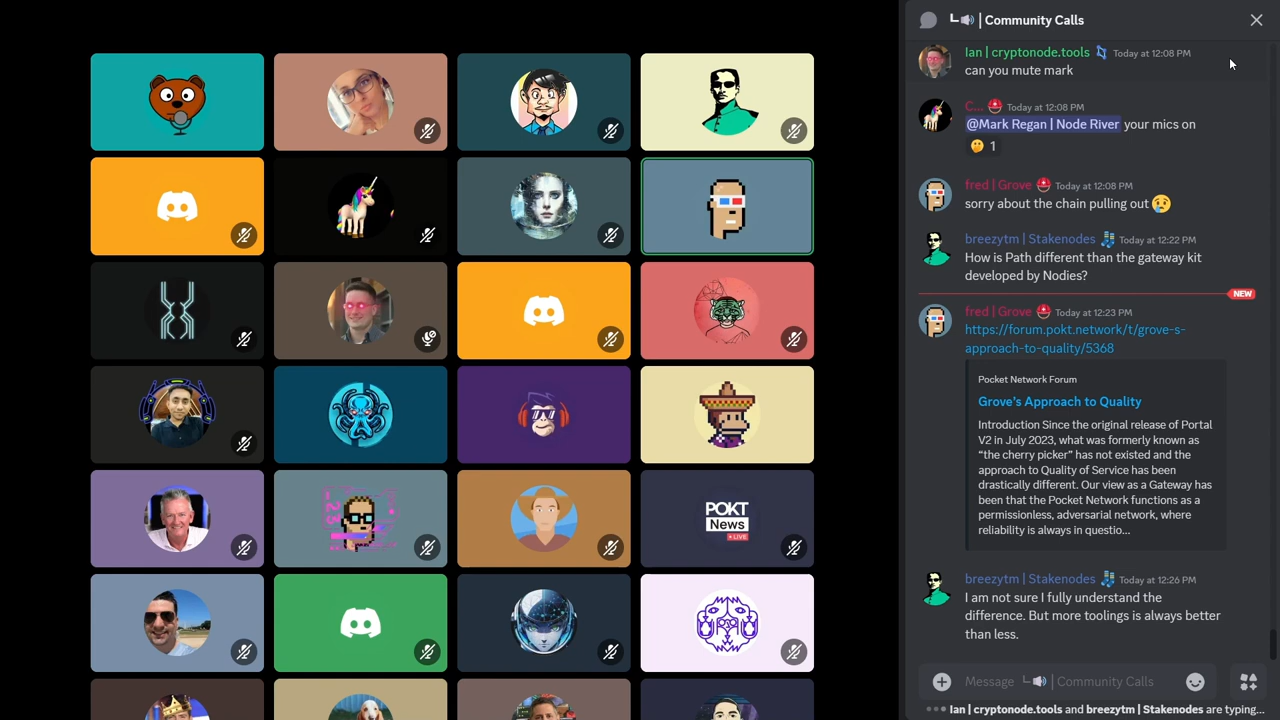 ┗🔊 | Community Calls
Ian | cryptonode.tools Today at 12:08 PM
can you mute mark
C... Today at 12:08 PM
@Mark Regan | Node River your mics on
🤔 1
fred | Grove Today at 12:08 PM
sorry about the chain pulling out 😢
breezytm | Stakenodes Today at 12:22 PM
How is Path different than the gateway kit
developed by Nodies?
NEW
fred | Grove Today at 12:23 PM
https://forum.pokt.network/t/grove-s-
approach-to-quality/5368
Pocket Network Forum
Grove's Approach to Quality
Introduction Since the original release of Portal
V2 in July 2023, what was formerly known as
“the cherry picker” has not existed and the
approach to Quality of Service has been
drastically different. Our view as a Gateway has
been that the Pocket Network functions as a
permissionless, adversarial network, where
reliability is always in questio...
breezytm | Stakenodes Today at 12:26 PM
I am not sure I fully understand the
difference. But more toolings is always better
than less.
Message ┗🔊 | Community Calls
Ian | cryptonode.tools and breezytm | Stakenodes are typing...
POKT
News
LIVE